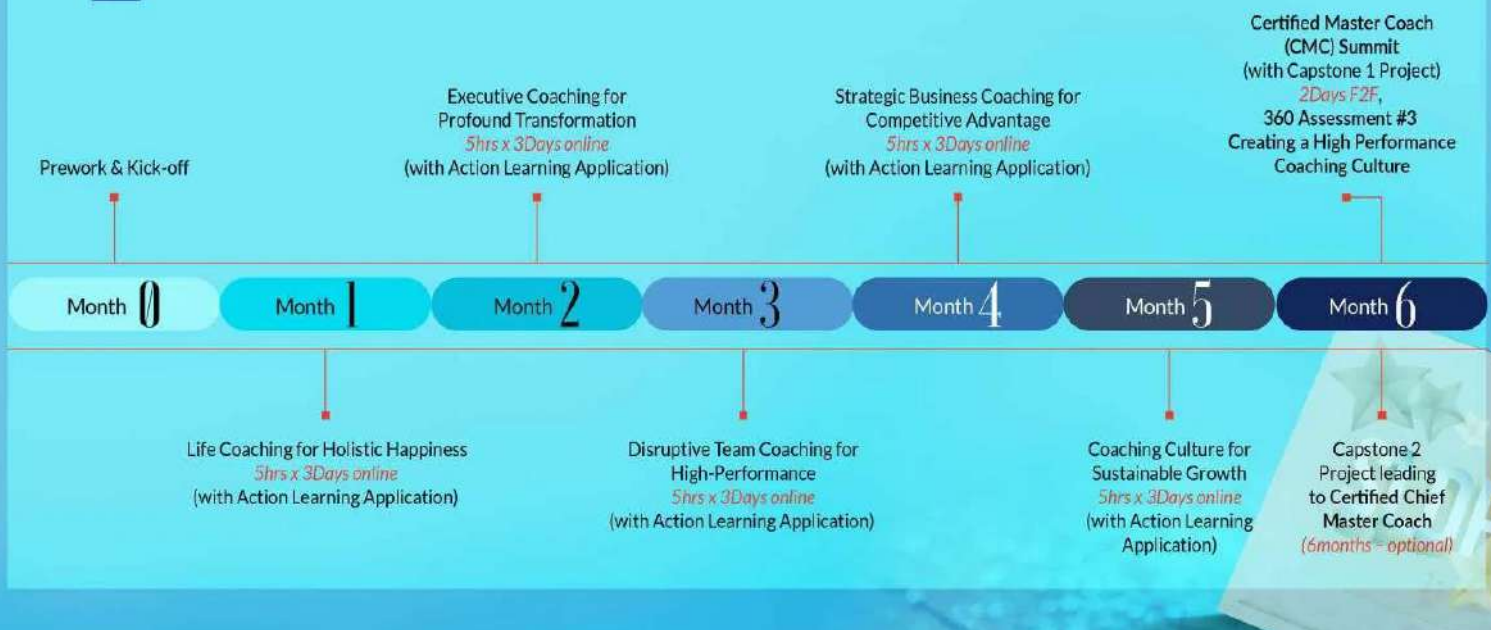 Certified Master Coach
(CMC) Summit
(with Capstone 1 Project)
2Days F2F,
360 Assessment #3
Creating a High Performance
Coaching Culture
Executive Coaching for
Profound Transformation
5hrs x 3Days online
(with Action Learning Application)
Strategic Business Coaching for
Competitive Advantage
5hrs x 3Days online
(with Action Learning Application)
Prework & Kick-off
Month 0
Month 1
Month 2
Month 3
Month 4
Month 5
Month 6
Life Coaching for Holistic Happiness
5hrs x 3Days online
(with Action Learning Application)
Disruptive Team Coaching for
High-Performance
5hrs x 3Days online
(with Action Learning Application)
Coaching Culture for
Sustainable Growth
5hrs x 3Days online
(with Action Learning
Application)
Capstone 2
Project leading
to Certified Chief
Master Coach
(6months - optional)